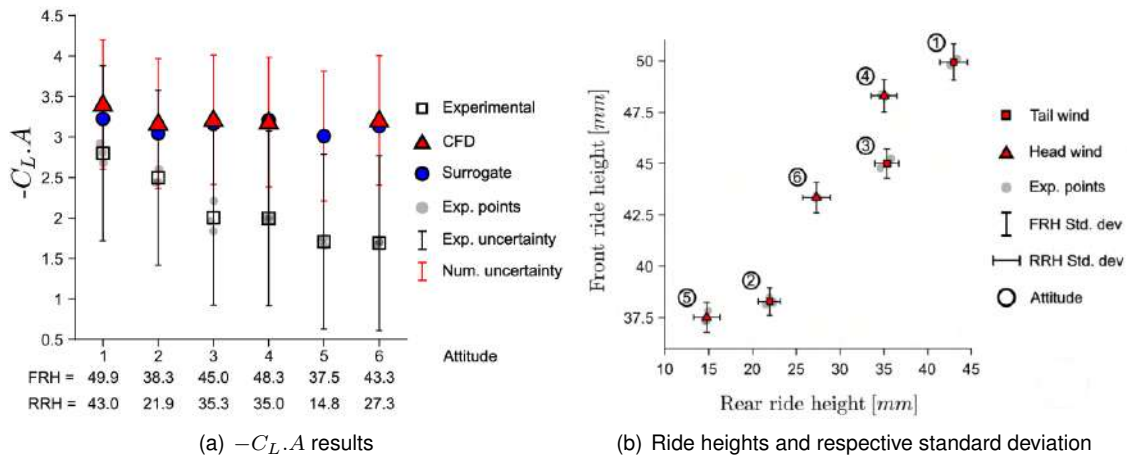 4.5
4
3.5
3
2.5
2
1.5
1
0.5
-C_L.A
1 2 3 4 5 6 Attitude
FRH = 49.9 38.3 45.0 48.3 37.5 43.3
RRH = 43.0 21.9 35.3 35.0 14.8 27.3
Experimental
CFD
Surrogate
Exp. points
Exp. uncertainty
Num. uncertainty
(a) −C_L.A results
50
47.5
45
42.5
40
37.5
Front ride height [mm]
1
4
3
6
2
5
10 15 20 25 30 35 40 45
Rear ride height [mm]
Tail wind
Head wind
Exp. points
FRH Std. dev
RRH Std. dev
Attitude
(b) Ride heights and respective standard deviation